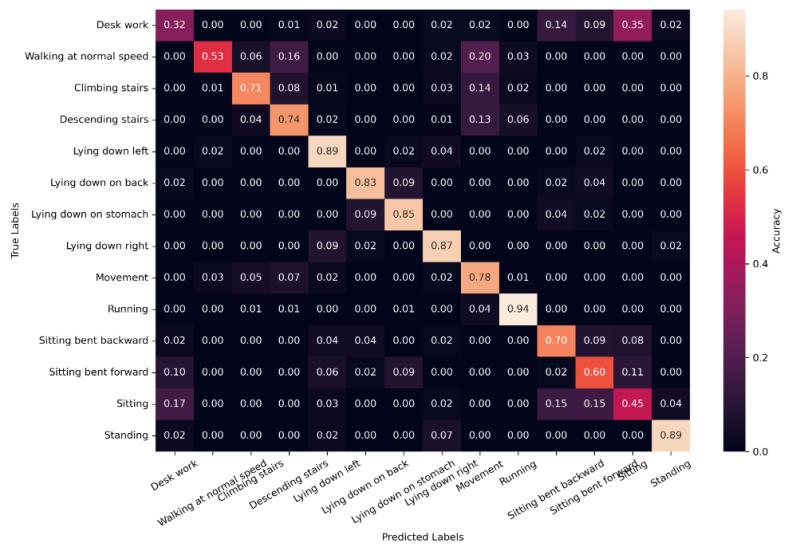 Desk work 0.32 0.00 0.00 0.01 0.02 0.00 0.00 0.02 0.00 0.00 0.14 0.09 0.35 0.02
Walking at normal speed 0.00 0.53 0.06 0.16 0.00 0.00 0.00 0.02 0.20 0.03 0.00 0.00 0.00 0.00
Climbing stairs 0.00 0.01 0.71 0.08 0.01 0.00 0.00 0.03 0.14 0.02 0.00 0.00 0.00 0.00
Descending stairs 0.00 0.00 0.04 0.74 0.02 0.00 0.00 0.01 0.13 0.06 0.00 0.00 0.00 0.00
Lying down left 0.00 0.02 0.00 0.00 0.89 0.00 0.02 0.04 0.00 0.00 0.00 0.02 0.00 0.00
Lying down on back 0.02 0.00 0.00 0.00 0.00 0.83 0.09 0.00 0.00 0.00 0.02 0.04 0.00 0.00
Lying down on stomach 0.00 0.00 0.00 0.00 0.00 0.09 0.85 0.00 0.00 0.00 0.04 0.02 0.00 0.00
Lying down right 0.00 0.00 0.00 0.00 0.09 0.02 0.00 0.87 0.00 0.00 0.00 0.00 0.00 0.02
Movement 0.00 0.03 0.05 0.07 0.02 0.00 0.00 0.02 0.78 0.01 0.00 0.00 0.00 0.00
Running 0.00 0.00 0.01 0.01 0.00 0.00 0.01 0.00 0.04 0.94 0.00 0.00 0.00 0.00
Sitting bent backward 0.02 0.00 0.00 0.00 0.04 0.04 0.00 0.02 0.00 0.00 0.70 0.09 0.08 0.00
Sitting bent forward 0.10 0.00 0.00 0.00 0.06 0.02 0.09 0.00 0.00 0.00 0.02 0.60 0.11 0.00
Sitting 0.17 0.00 0.00 0.00 0.03 0.00 0.00 0.02 0.00 0.00 0.15 0.15 0.45 0.04
Standing 0.02 0.00 0.00 0.00 0.02 0.00 0.00 0.07 0.00 0.00 0.00 0.00 0.00 0.89
True Labels
Desk work
Walking at normal speed
Climbing stairs
Descending stairs
Lying down left
Lying down on back
Lying down on stomach
Lying down right
Movement
Running
Sitting bent backward
Sitting bent forward
Sitting
Standing
Predicted Labels
0.8
0.6
0.4
0.2
0.0
Accuracy